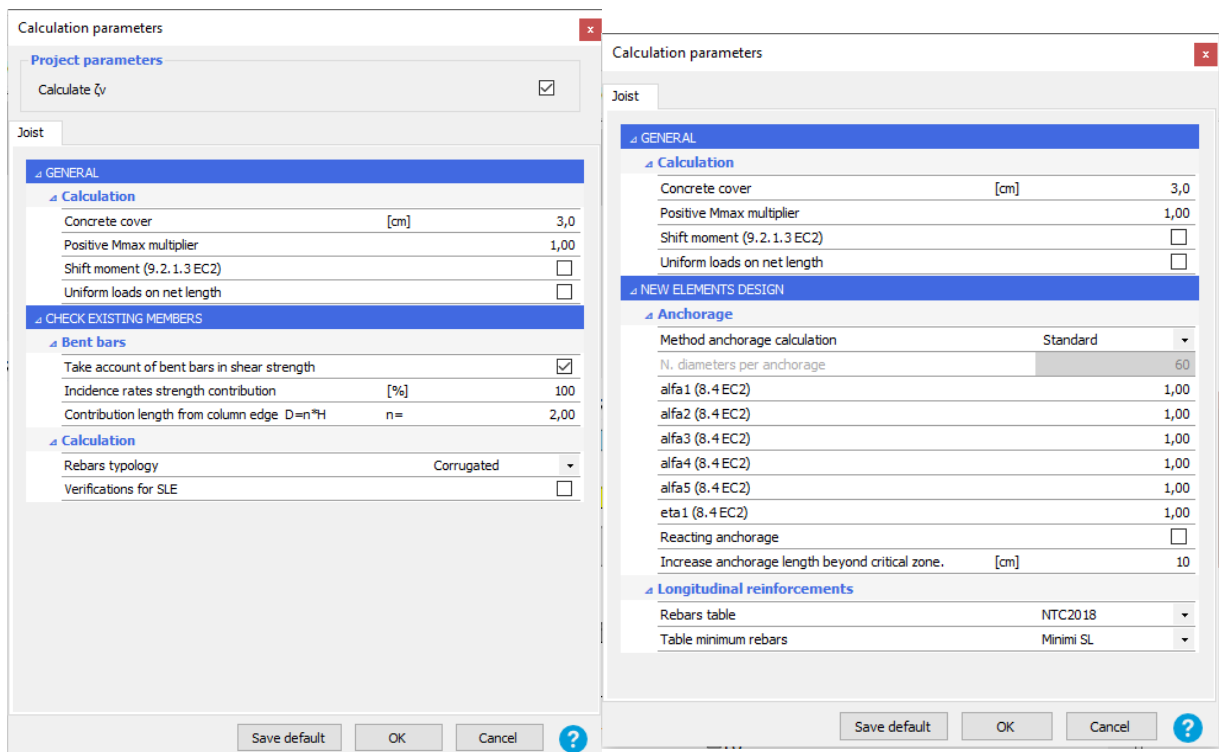 Calculation parameters
x
Project parameters
Calculate ζv
Joist
GENERAL
Calculation
Concrete cover [cm] 3,0
Positive Mmax multiplier 1,00
Shift moment (9.2.1.3 EC2)
Uniform loads on net length
CHECK EXISTING MEMBERS
Bent bars
Take account of bent bars in shear strength
Incidence rates strength contribution [%] 100
Contribution length from column edge D=n*H n= 2,00
Calculation
Rebars typology Corrugated
Verifications for SLE
Save default OK Cancel ?
Calculation parameters
x
Joist
GENERAL
Calculation
Concrete cover [cm] 3,0
Positive Mmax multiplier 1,00
Shift moment (9.2.1.3 EC2)
Uniform loads on net length
NEW ELEMENTS DESIGN
Anchorage
Method anchorage calculation Standard
N. diameters per anchorage 60
alfa1 (8.4 EC2) 1,00
alfa2 (8.4 EC2) 1,00
alfa3 (8.4 EC2) 1,00
alfa4 (8.4 EC2) 1,00
alfa5 (8.4 EC2) 1,00
eta1 (8.4 EC2) 1,00
Reacting anchorage
Increase anchorage length beyond critical zone. [cm] 10
Longitudinal reinforcements
Rebars table NTC2018
Table minimum rebars Minimi SL
Save default OK Cancel ?